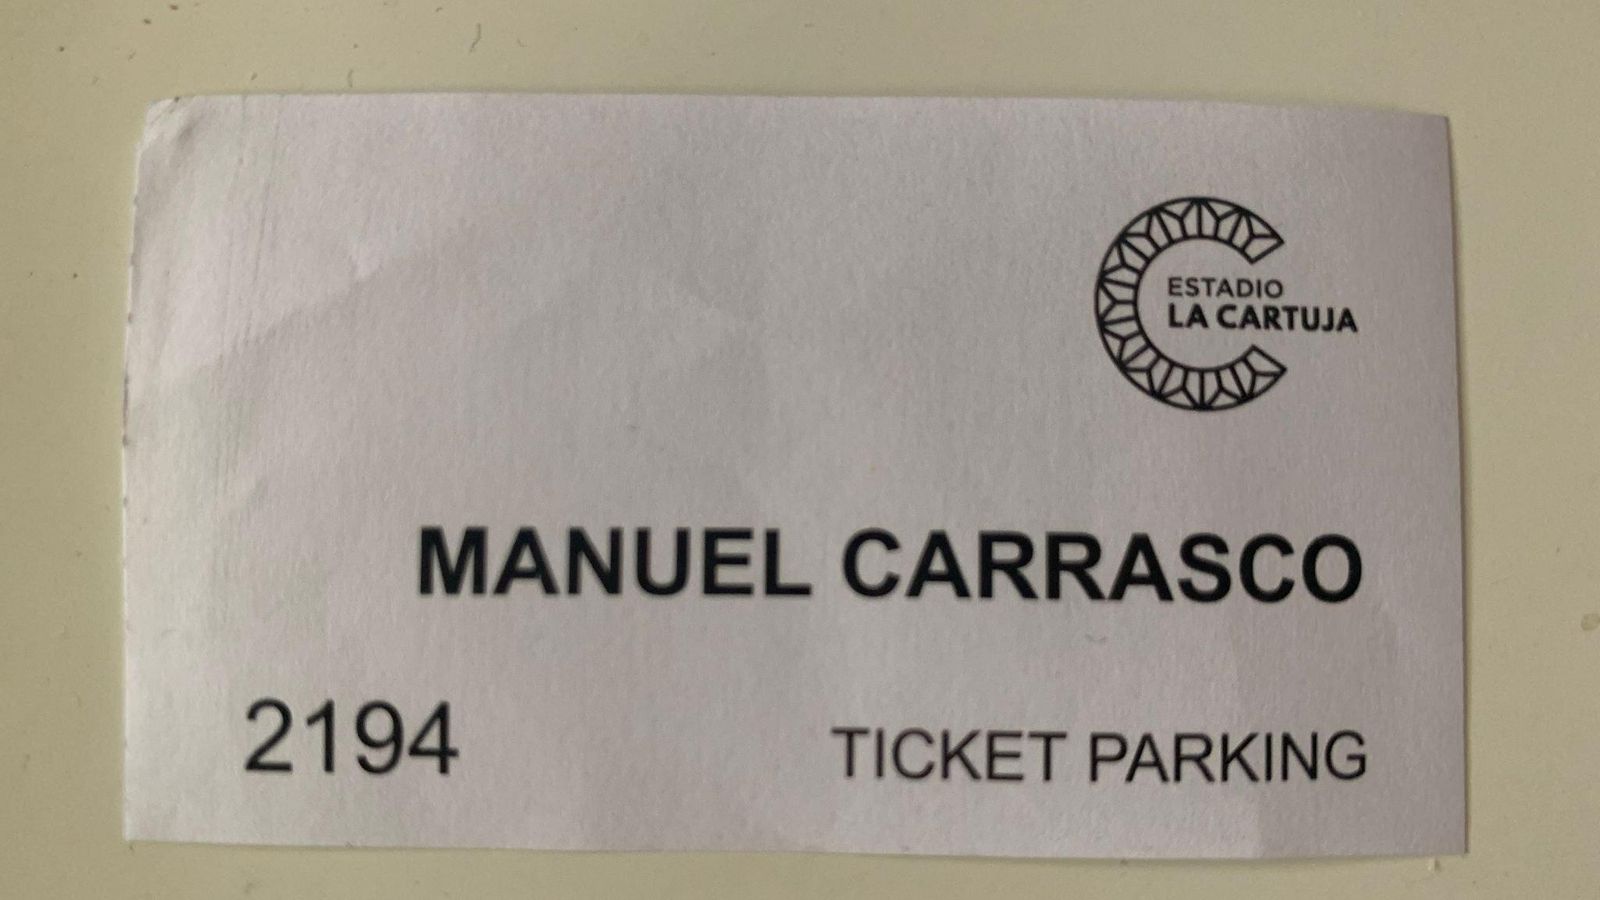 ESTADIO
LA CARTUJA
MANUEL CARRASCO
2194
TICKET PARKING